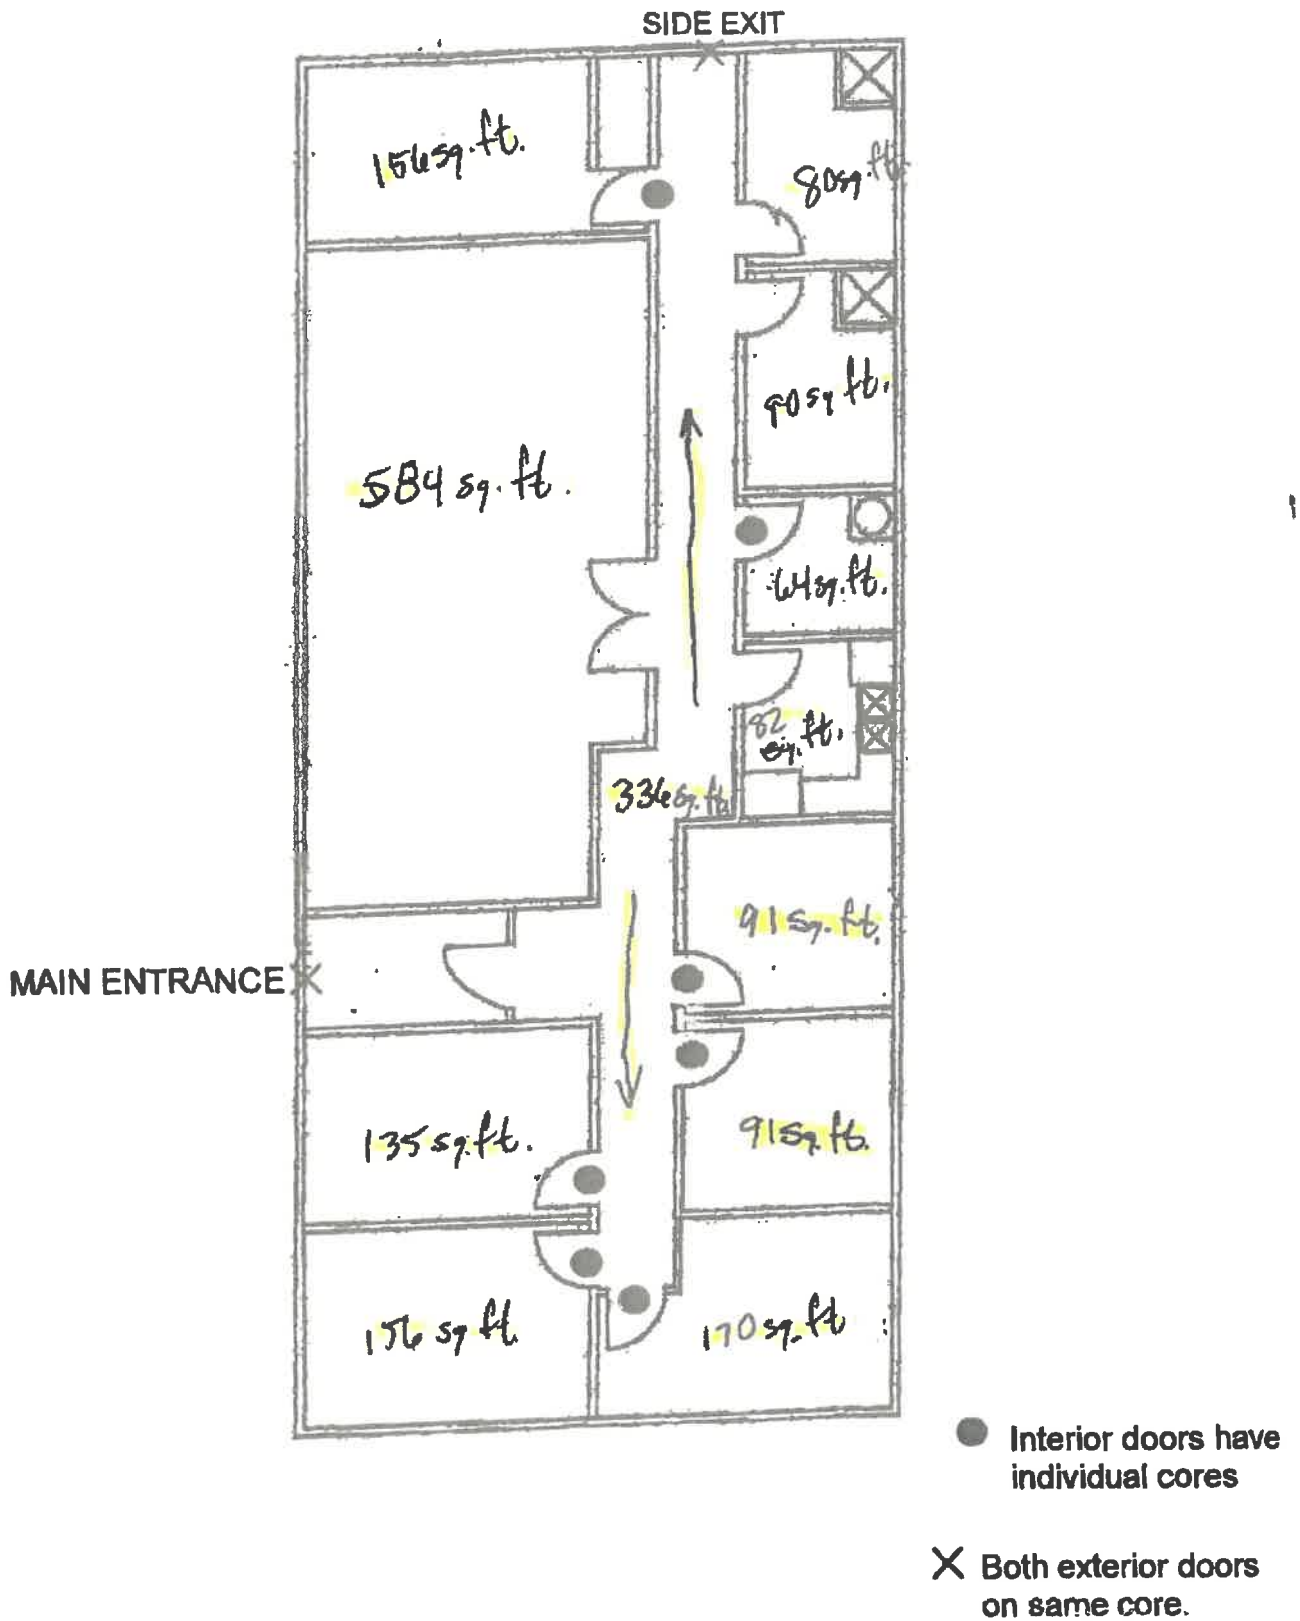 SIDE EXIT
156 sq. ft.
80 sq. ft.
90 sq ft.
584 sq. ft.
64 sq. ft.
82
sq. ft.
336 sq. ft.
91 sq. ft.
MAIN ENTRANCE
135 sq. ft.
91 sq. ft.
156 sq ft.
170 sq. ft
Interior doors have
individual cores
Both exterior doors
on same core.